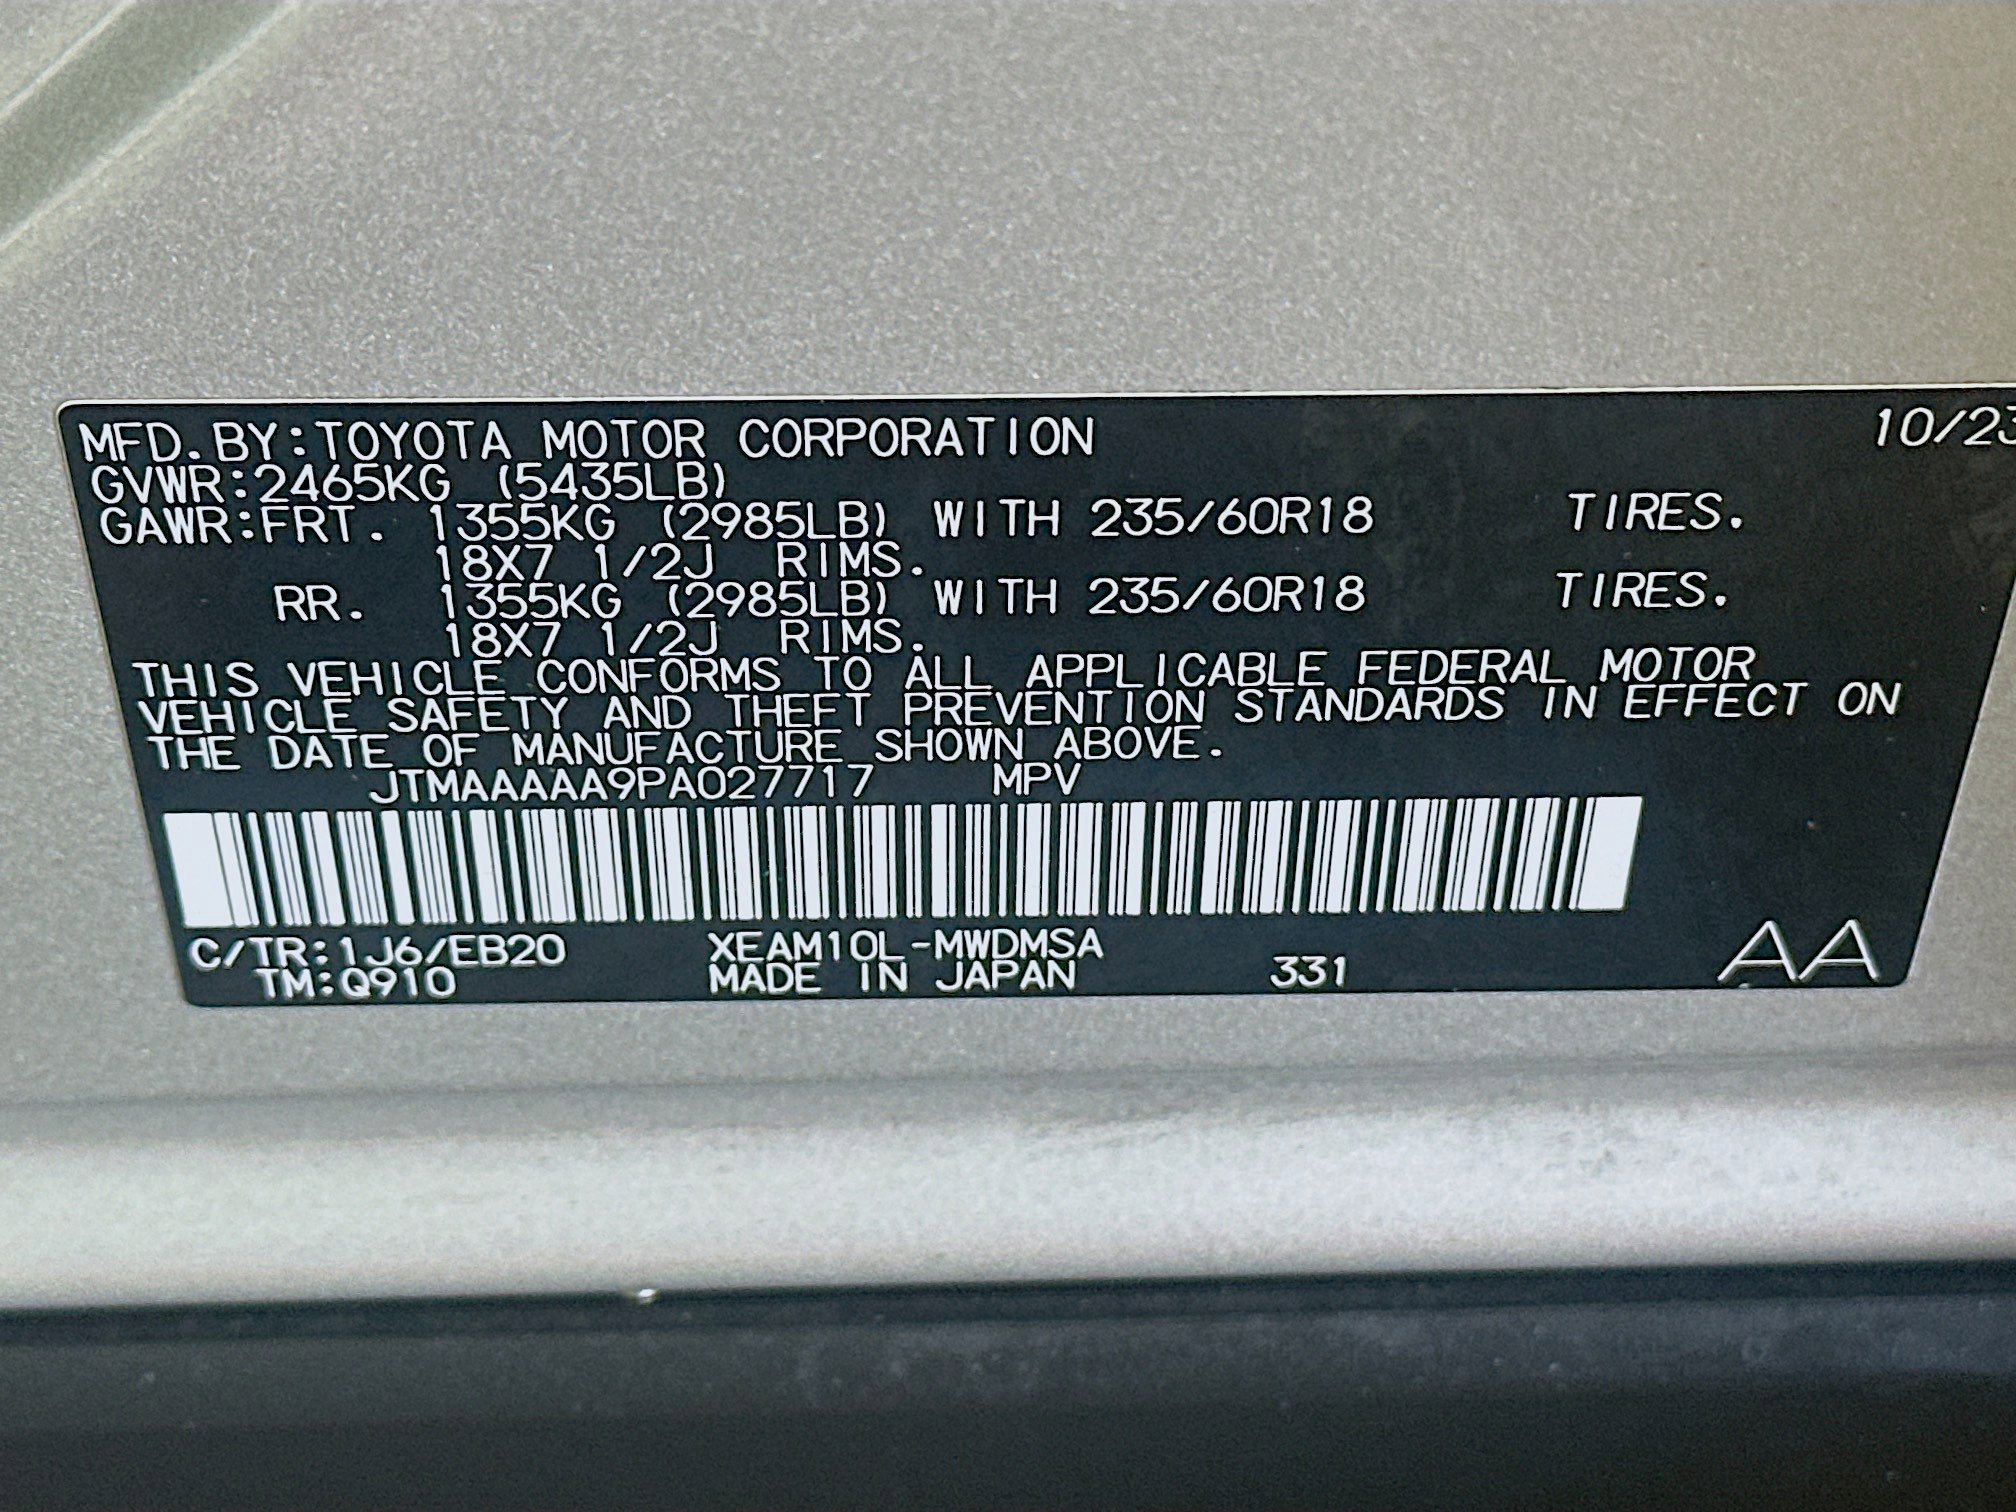 MFD.BY:TOYOTA MOTOR CORPORATION 10/23
GVWR:2465KG (5435LB)
GAWR:FRT. 1355KG (2985LB) WITH 235/60R18 TIRES.
18X7 1/2J RIMS.
RR. 1355KG (2985LB) WITH 235/60R18 TIRES.
18X7 1/2J RIMS.
THIS VEHICLE CONFORMS TO ALL APPLICABLE FEDERAL MOTOR
VEHICLE SAFETY AND THEFT PREVENTION STANDARDS IN EFFECT ON
THE DATE OF MANUFACTURE SHOWN ABOVE.
JTMAAAAA9PA027717 MPV
C/TR:1J6/EB20 XEAM10L-MWDMSA
TM:Q910 MADE IN JAPAN 331 AA